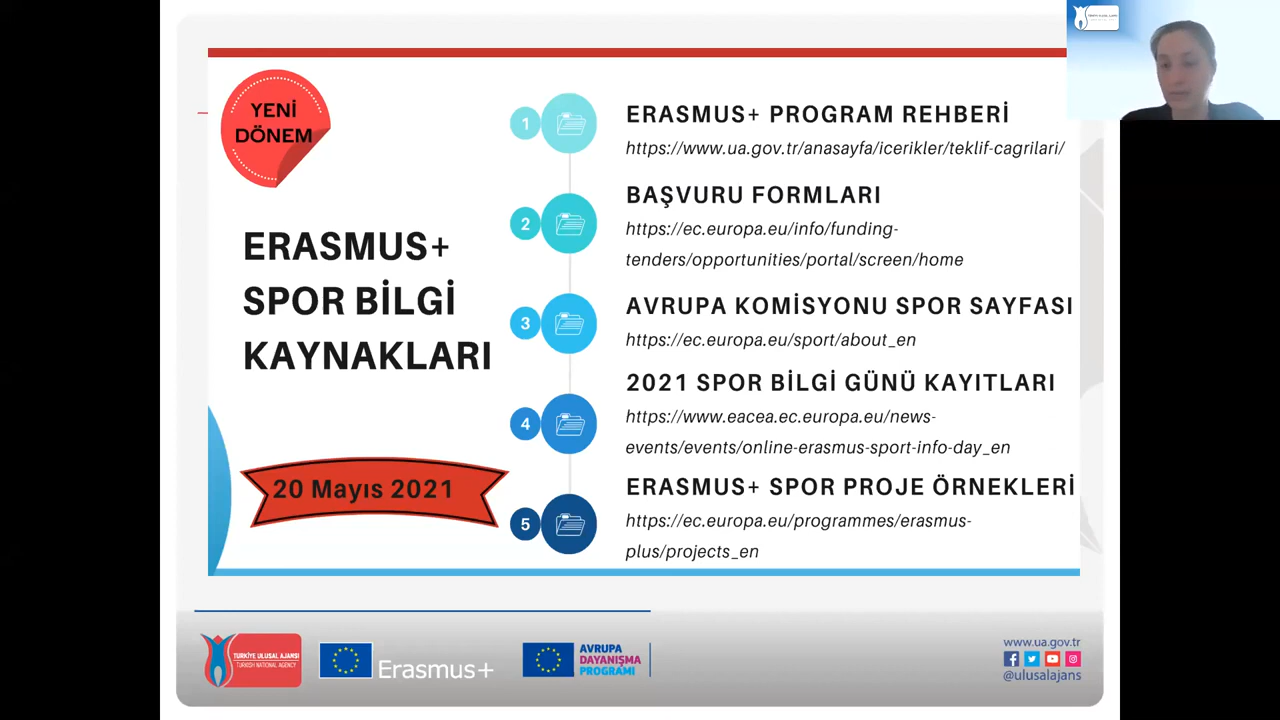 YENİ
DÖNEM
ERASMUS+
SPOR BİLGİ
KAYNAKLARI
20 Mayıs 2021
1
ERASMUS+ PROGRAM REHBERİ
https://www.ua.gov.tr/anasayfa/icerikler/teklif-cagrilari/
2
BAŞVURU FORMLARI
https://ec.europa.eu/info/funding-
tenders/opportunities/portal/screen/home
3
AVRUPA KOMİSYONU SPOR SAYFASI
https://ec.europa.eu/sport/about_en
4
2021 SPOR BİLGİ GÜNÜ KAYITLARI
https://www.eacea.ec.europa.eu/news-
events/events/online-erasmus-sport-info-day_en
5
ERASMUS+ SPOR PROJE ÖRNEKLERİ
https://ec.europa.eu/programmes/erasmus-
plus/projects_en
TÜRKİYE ULUSAL AJANSI
TURKISH NATIONAL AGENCY
Erasmus+
AVRUPA
DAYANIŞMA
PROGRAMI
www.ua.gov.tr
@ulusalajans